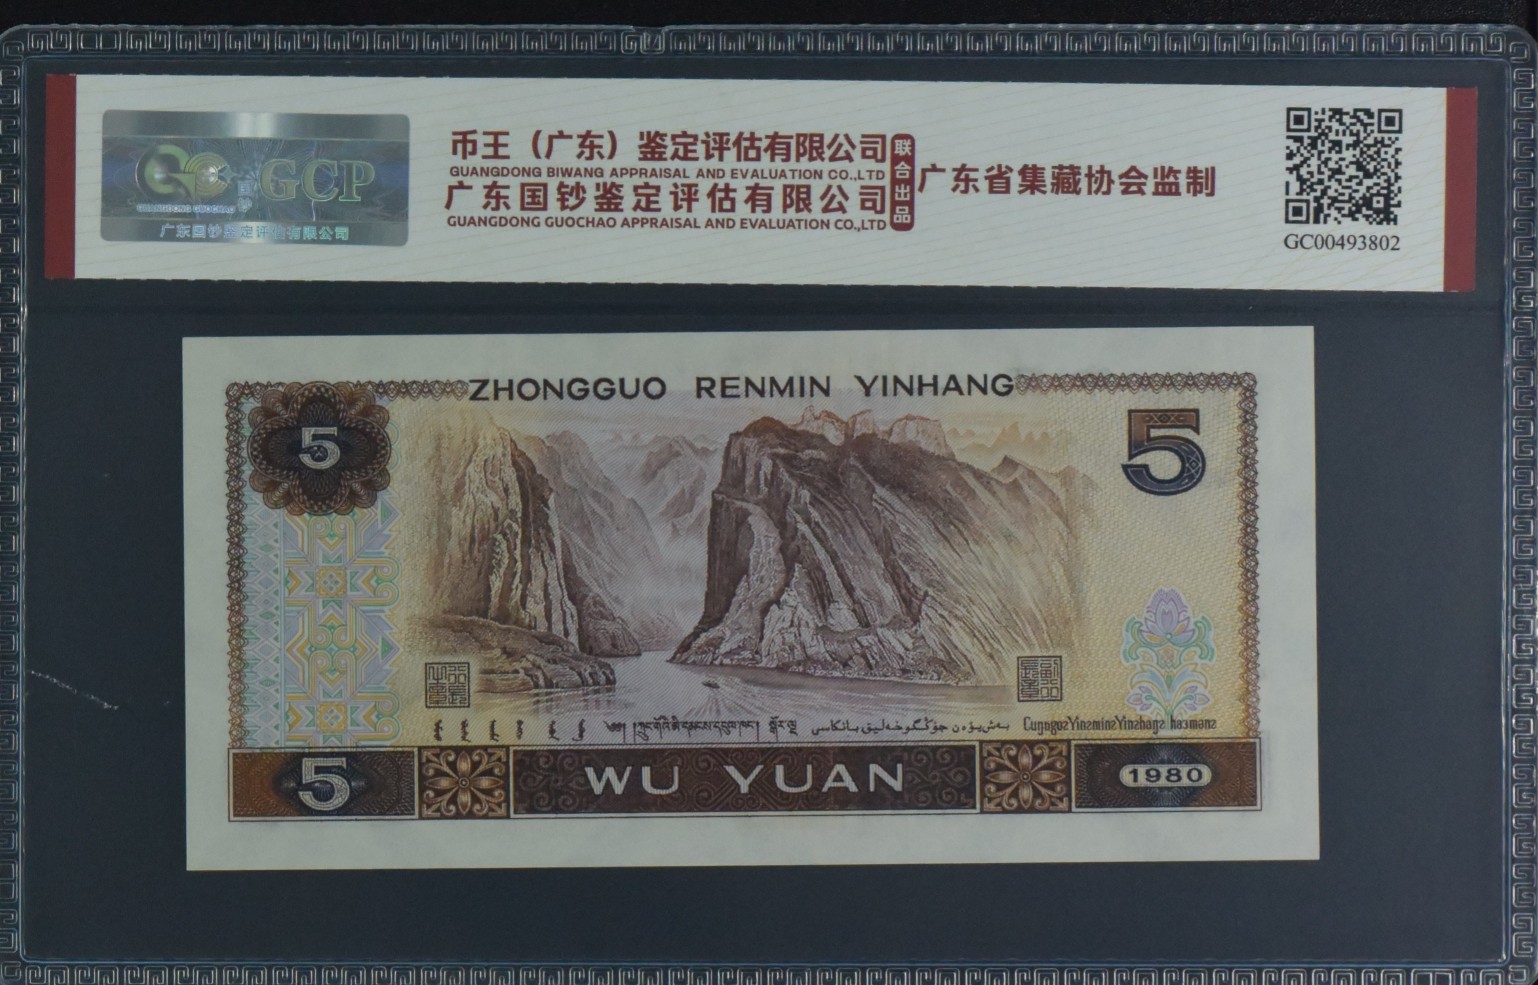 币王（广东）鉴定评估有限公司
GUANGDONG BIWANG APPRAISAL AND EVALUATION CO.,LTD
广东国钞鉴定评估有限公司
GUANGDONG GUOCHAO APPRAISAL AND EVALUATION CO.,LTD
联合出品
广东省集藏协会监制
GC00493802
GCP
GUANGDONG GUOCHAO
广东国钞鉴定评估有限公司
ZHONGGUO RENMIN YINHANG
5
5
5
WU YUAN
1980